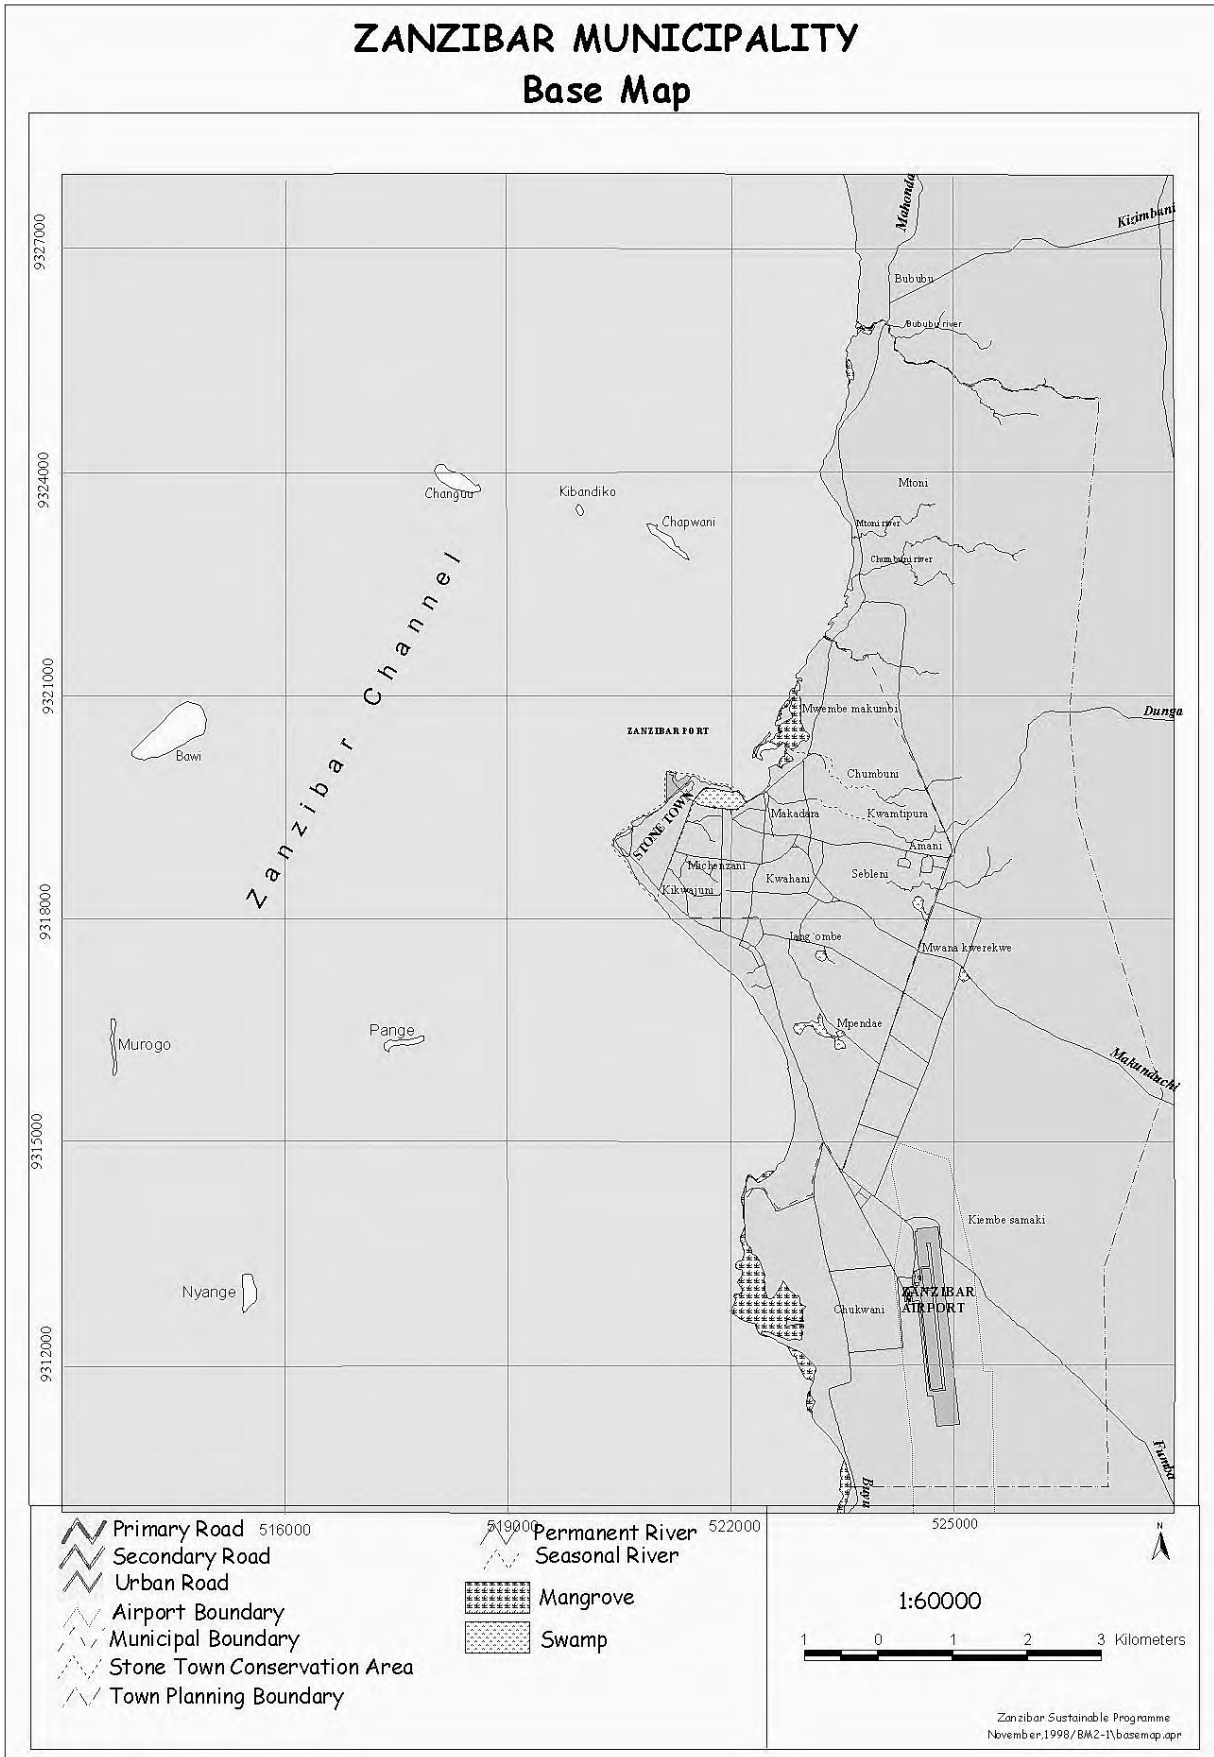 ZANZIBAR MUNICIPALITY
Base Map
Mahonda
Kizimbani
9327000
Bububu
Bububu river
9324000
Changuu
Kibandiko
Chapwani
Mtoni
Mtoni river
Chumbuni river
Zanzibar Channel
9321000
Mwembe makumbi
Dunga
ZANZIBAR PORT
Bawi
Chumbuni
STONE TOWN
Makadara
Kwamtipura
Amani
Michenzani
Kwahani
Sebleni
Kikwajuni
9318000
Jang'ombe
Mwana kwerekwe
Mpendae
Murogo
Pange
Makunduchi
9315000
Kiembe samaki
Nyange
ZANZIBAR
AIRPORT
Chukwani
9312000
Fumba
Buyu
516000
519000
522000
525000
Primary Road
Secondary Road
Urban Road
Airport Boundary
Municipal Boundary
Stone Town Conservation Area
Town Planning Boundary
Permanent River
Seasonal River
Mangrove
Swamp
N
1:60000
1 0 1 2 3 Kilometers
Zanzibar Sustainable Programme
November,1998/BM2-1\basemap.apr